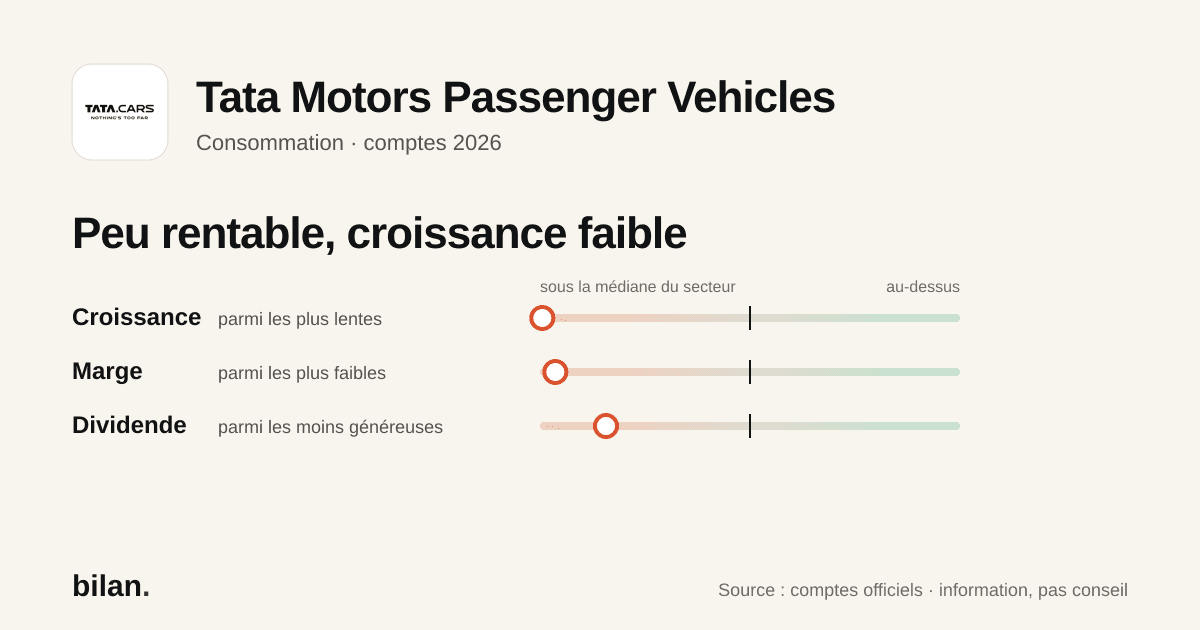 TATA.CARS
NOTHING'S TOO FAR
Tata Motors Passenger Vehicles
Consommation · comptes 2026
Peu rentable, croissance faible
sous la médiane du secteur au-dessus
Croissance parmi les plus lentes
Marge parmi les plus faibles
Dividende parmi les moins généreuses
bilan.
Source : comptes officiels · information, pas conseil